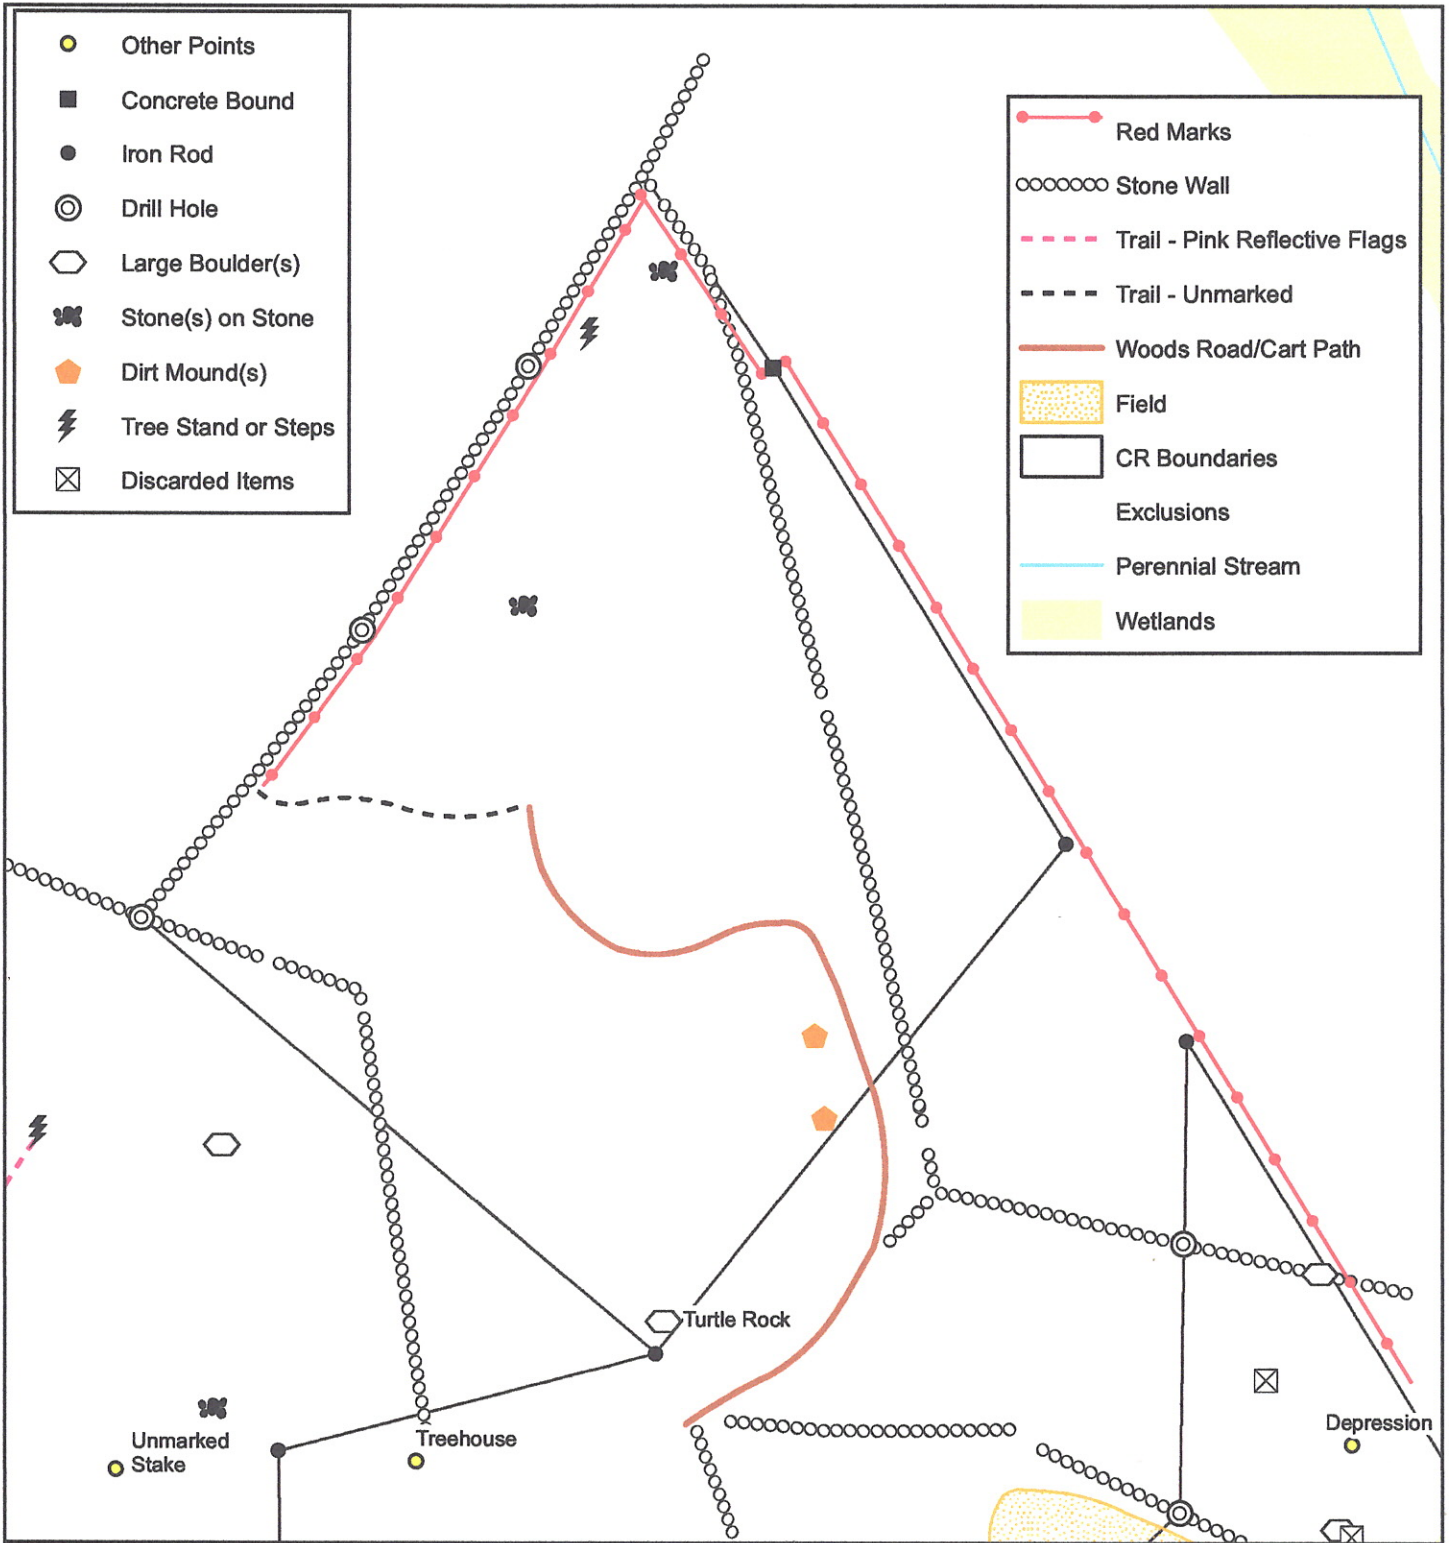 Other Points
Concrete Bound
Iron Rod
Drill Hole
Large Boulder(s)
Stone(s) on Stone
Dirt Mound(s)
Tree Stand or Steps
Discarded Items
Red Marks
Stone Wall
Trail - Pink Reflective Flags
Trail - Unmarked
Woods Road/Cart Path
Field
CR Boundaries
Exclusions
Perennial Stream
Wetlands
Turtle Rock
Unmarked
Stake
Treehouse
Depression